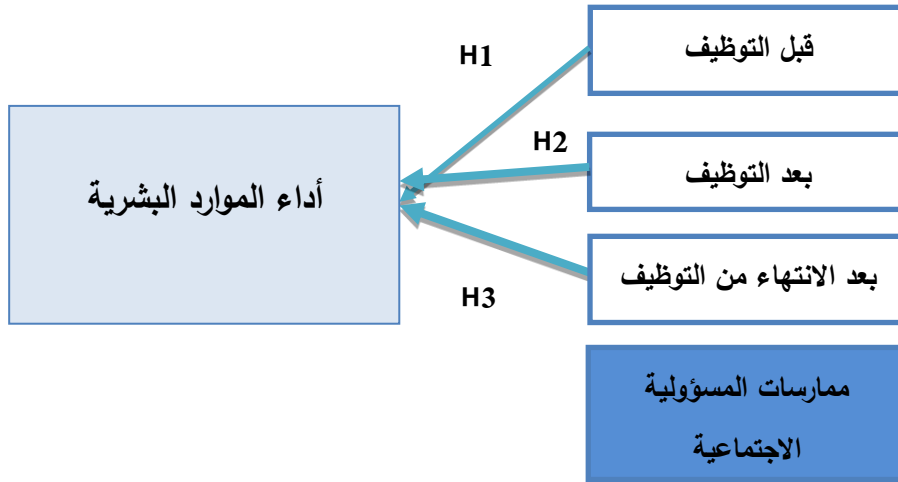 قبل التوظيف
H1
H2
بعد التوظيف
أداء الموارد البشرية
بعد الانتهاء من التوظيف
H3
ممارسات المسؤولية
الاجتماعية